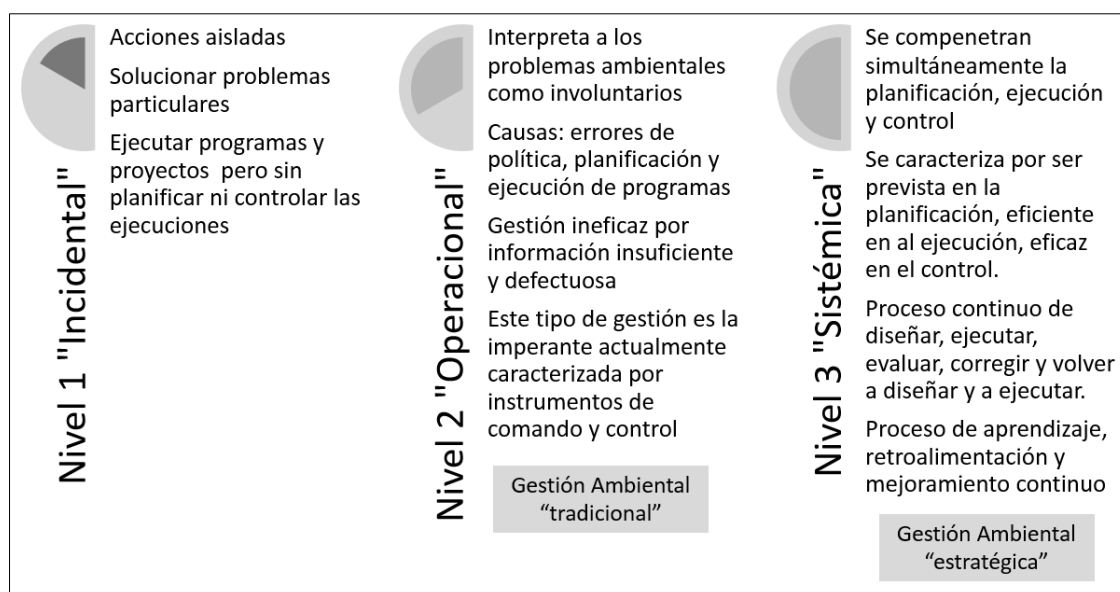 Nivel 1 "Incidental"
Acciones aisladas
Solucionar problemas
particulares
Ejecutar programas y
proyectos pero sin
planificar ni controlar las
ejecuciones
Nivel 2 "Operacional"
Interpreta a los
problemas ambientales
como involuntarios
Causas: errores de
política, planificación y
ejecución de programas
Gestión ineficaz por
información insuficiente
y defectuosa
Este tipo de gestión es la
imperante actualmente
caracterizada por
instrumentos de
comando y control
Gestión Ambiental
“tradicional”
Nivel 3 "Sistémica"
Se compenetran
simultáneamente la
planificación, ejecución
y control
Se caracteriza por ser
prevista en la
planificación, eficiente
en al ejecución, eficaz
en el control.
Proceso continuo de
diseñar, ejecutar,
evaluar, corregir y volver
a diseñar y a ejecutar.
Proceso de aprendizaje,
retroalimentación y
mejoramiento continuo
Gestión Ambiental
“estratégica”